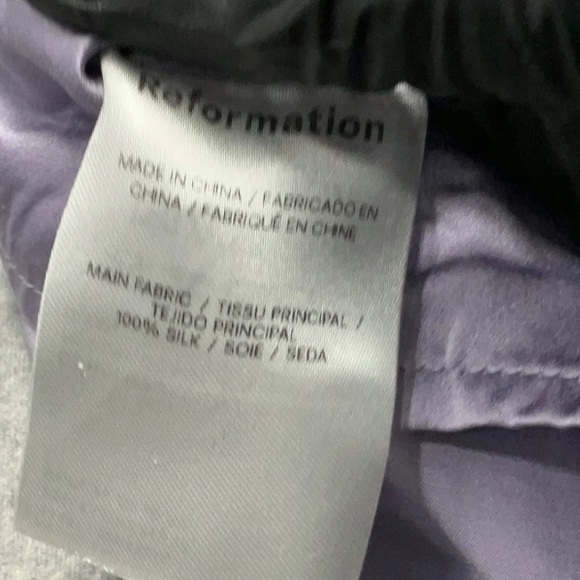 Reformation
MADE IN CHINA / FABRICADO EN
CHINA / FABRIQUÉ EN CHINE
MAIN FABRIC / TISSU PRINCIPAL /
TEJIDO PRINCIPAL
100% SILK / SOIE / SEDA